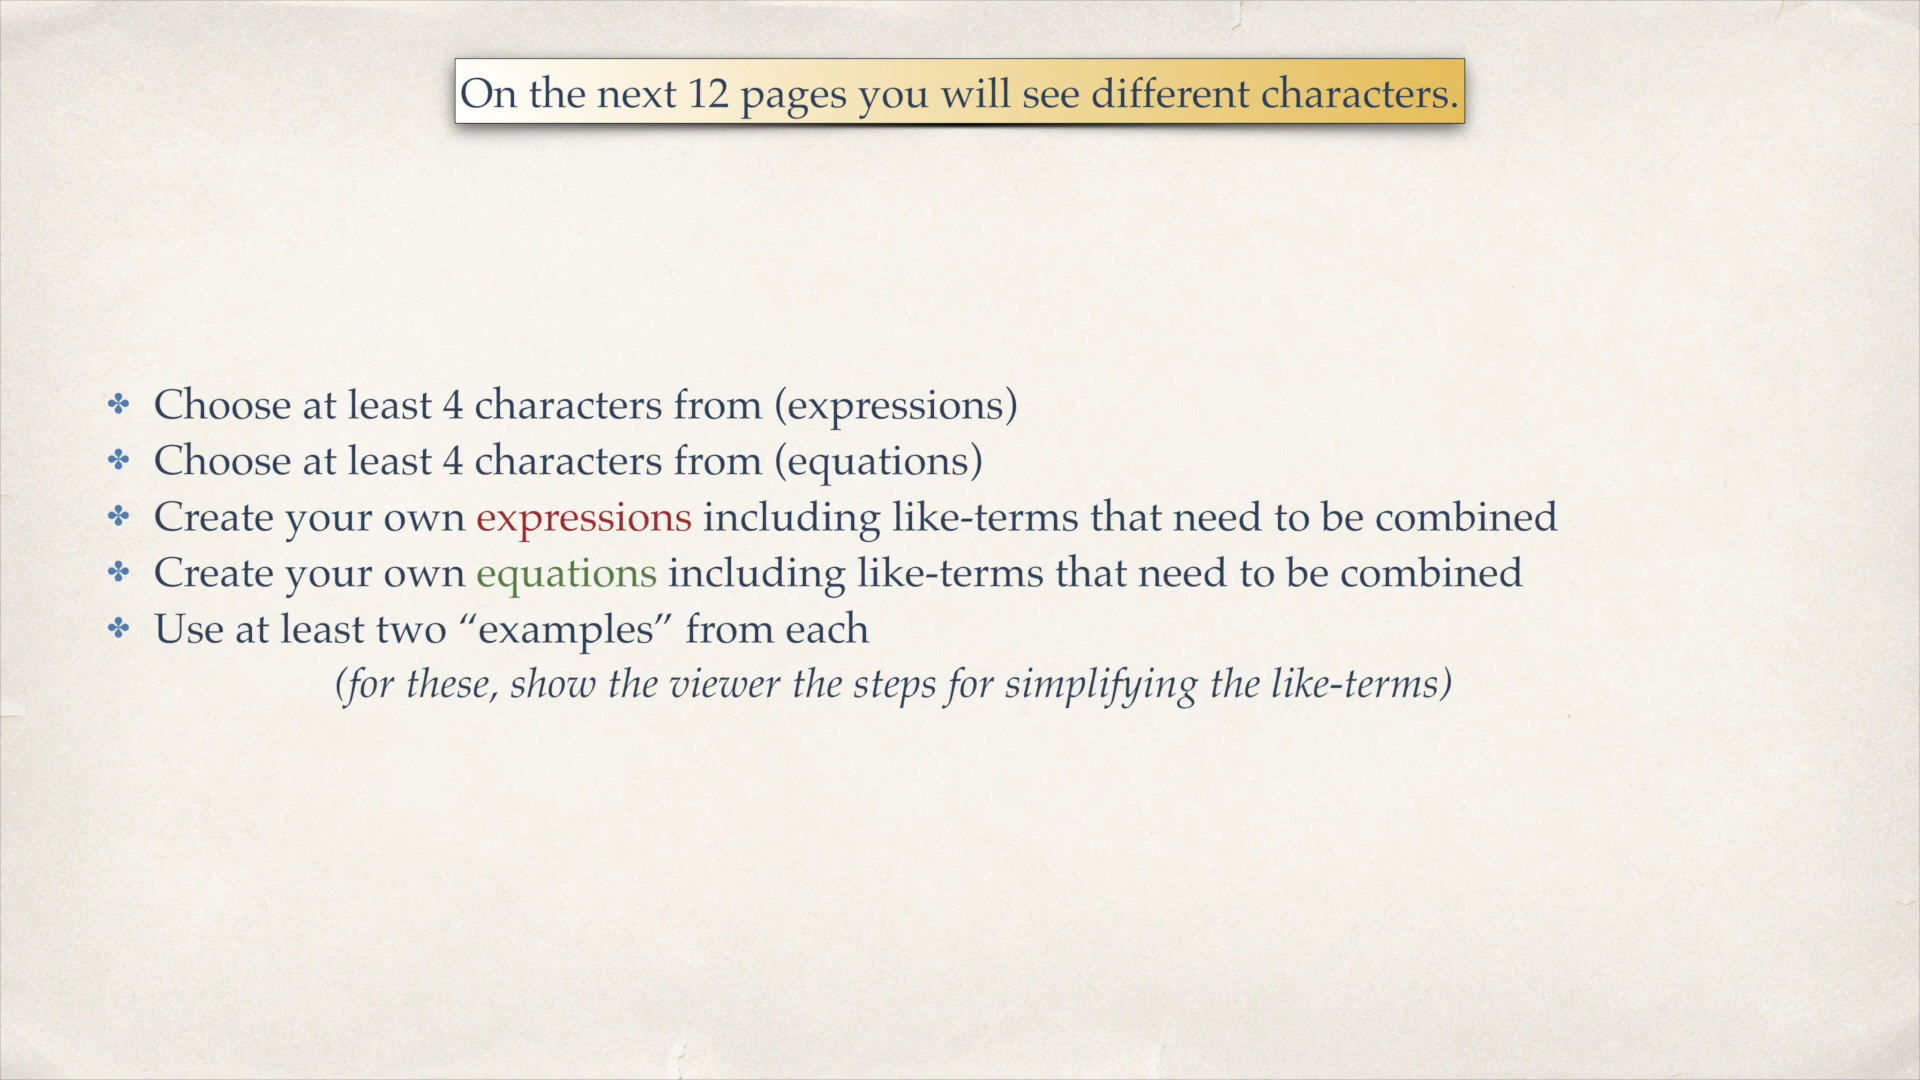 On the next 12 pages you will see different characters.
Choose at least 4 characters from (expressions)
Choose at least 4 characters from (equations)
Create your own expressions including like-terms that need to be combined
Create your own equations including like-terms that need to be combined
Use at least two “examples” from each
(for these, show the viewer the steps for simplifying the like-terms)